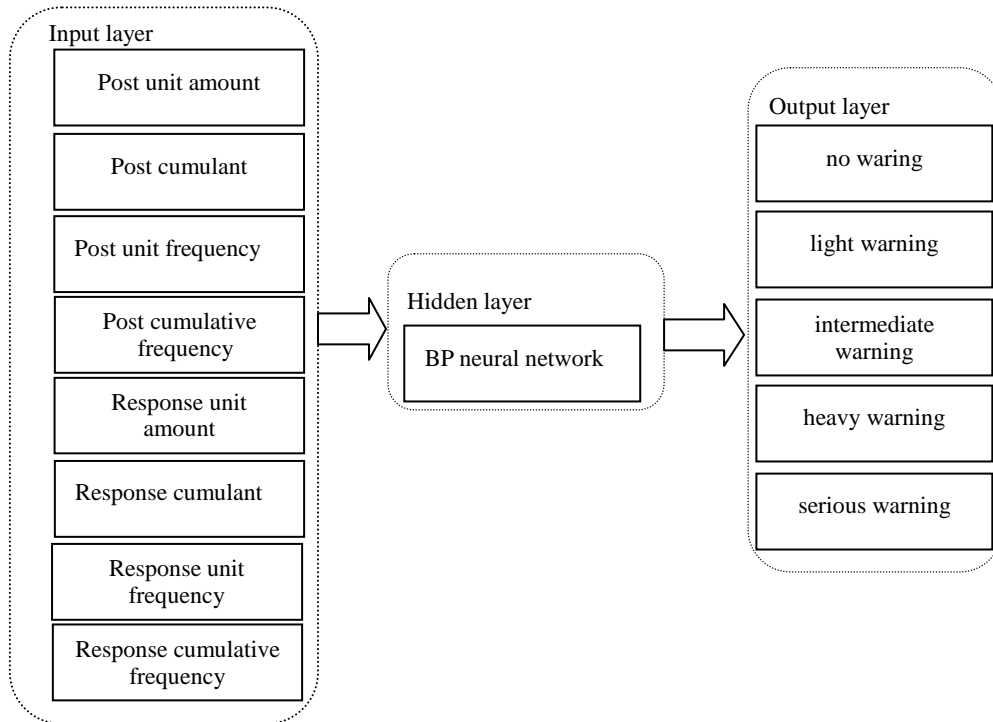 Input layer
Post unit amount
Post cumulant
Post unit frequency
Post cumulative
frequency
Response unit
amount
Response cumulant
Response unit
frequency
Response cumulative
frequency
Hidden layer
BP neural network
Output layer
no waring
light warning
intermediate
warning
heavy warning
serious warning